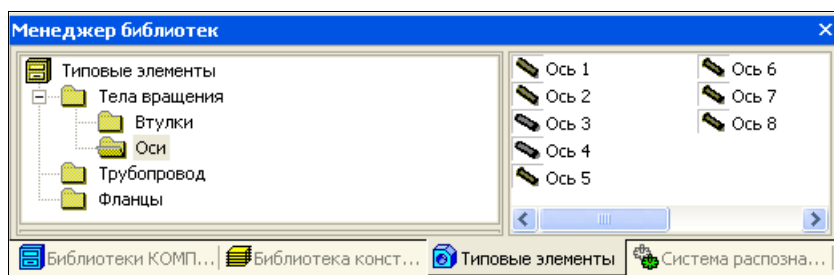 Менеджер библиотек
Типовые элементы
Тела вращения
Втулки
Оси
Трубопровод
Фланцы
Ось 1
Ось 2
Ось 3
Ось 4
Ось 5
Ось 6
Ось 7
Ось 8
Библиотеки КОМП... Библиотека конст... Типовые элементы Система распозна...